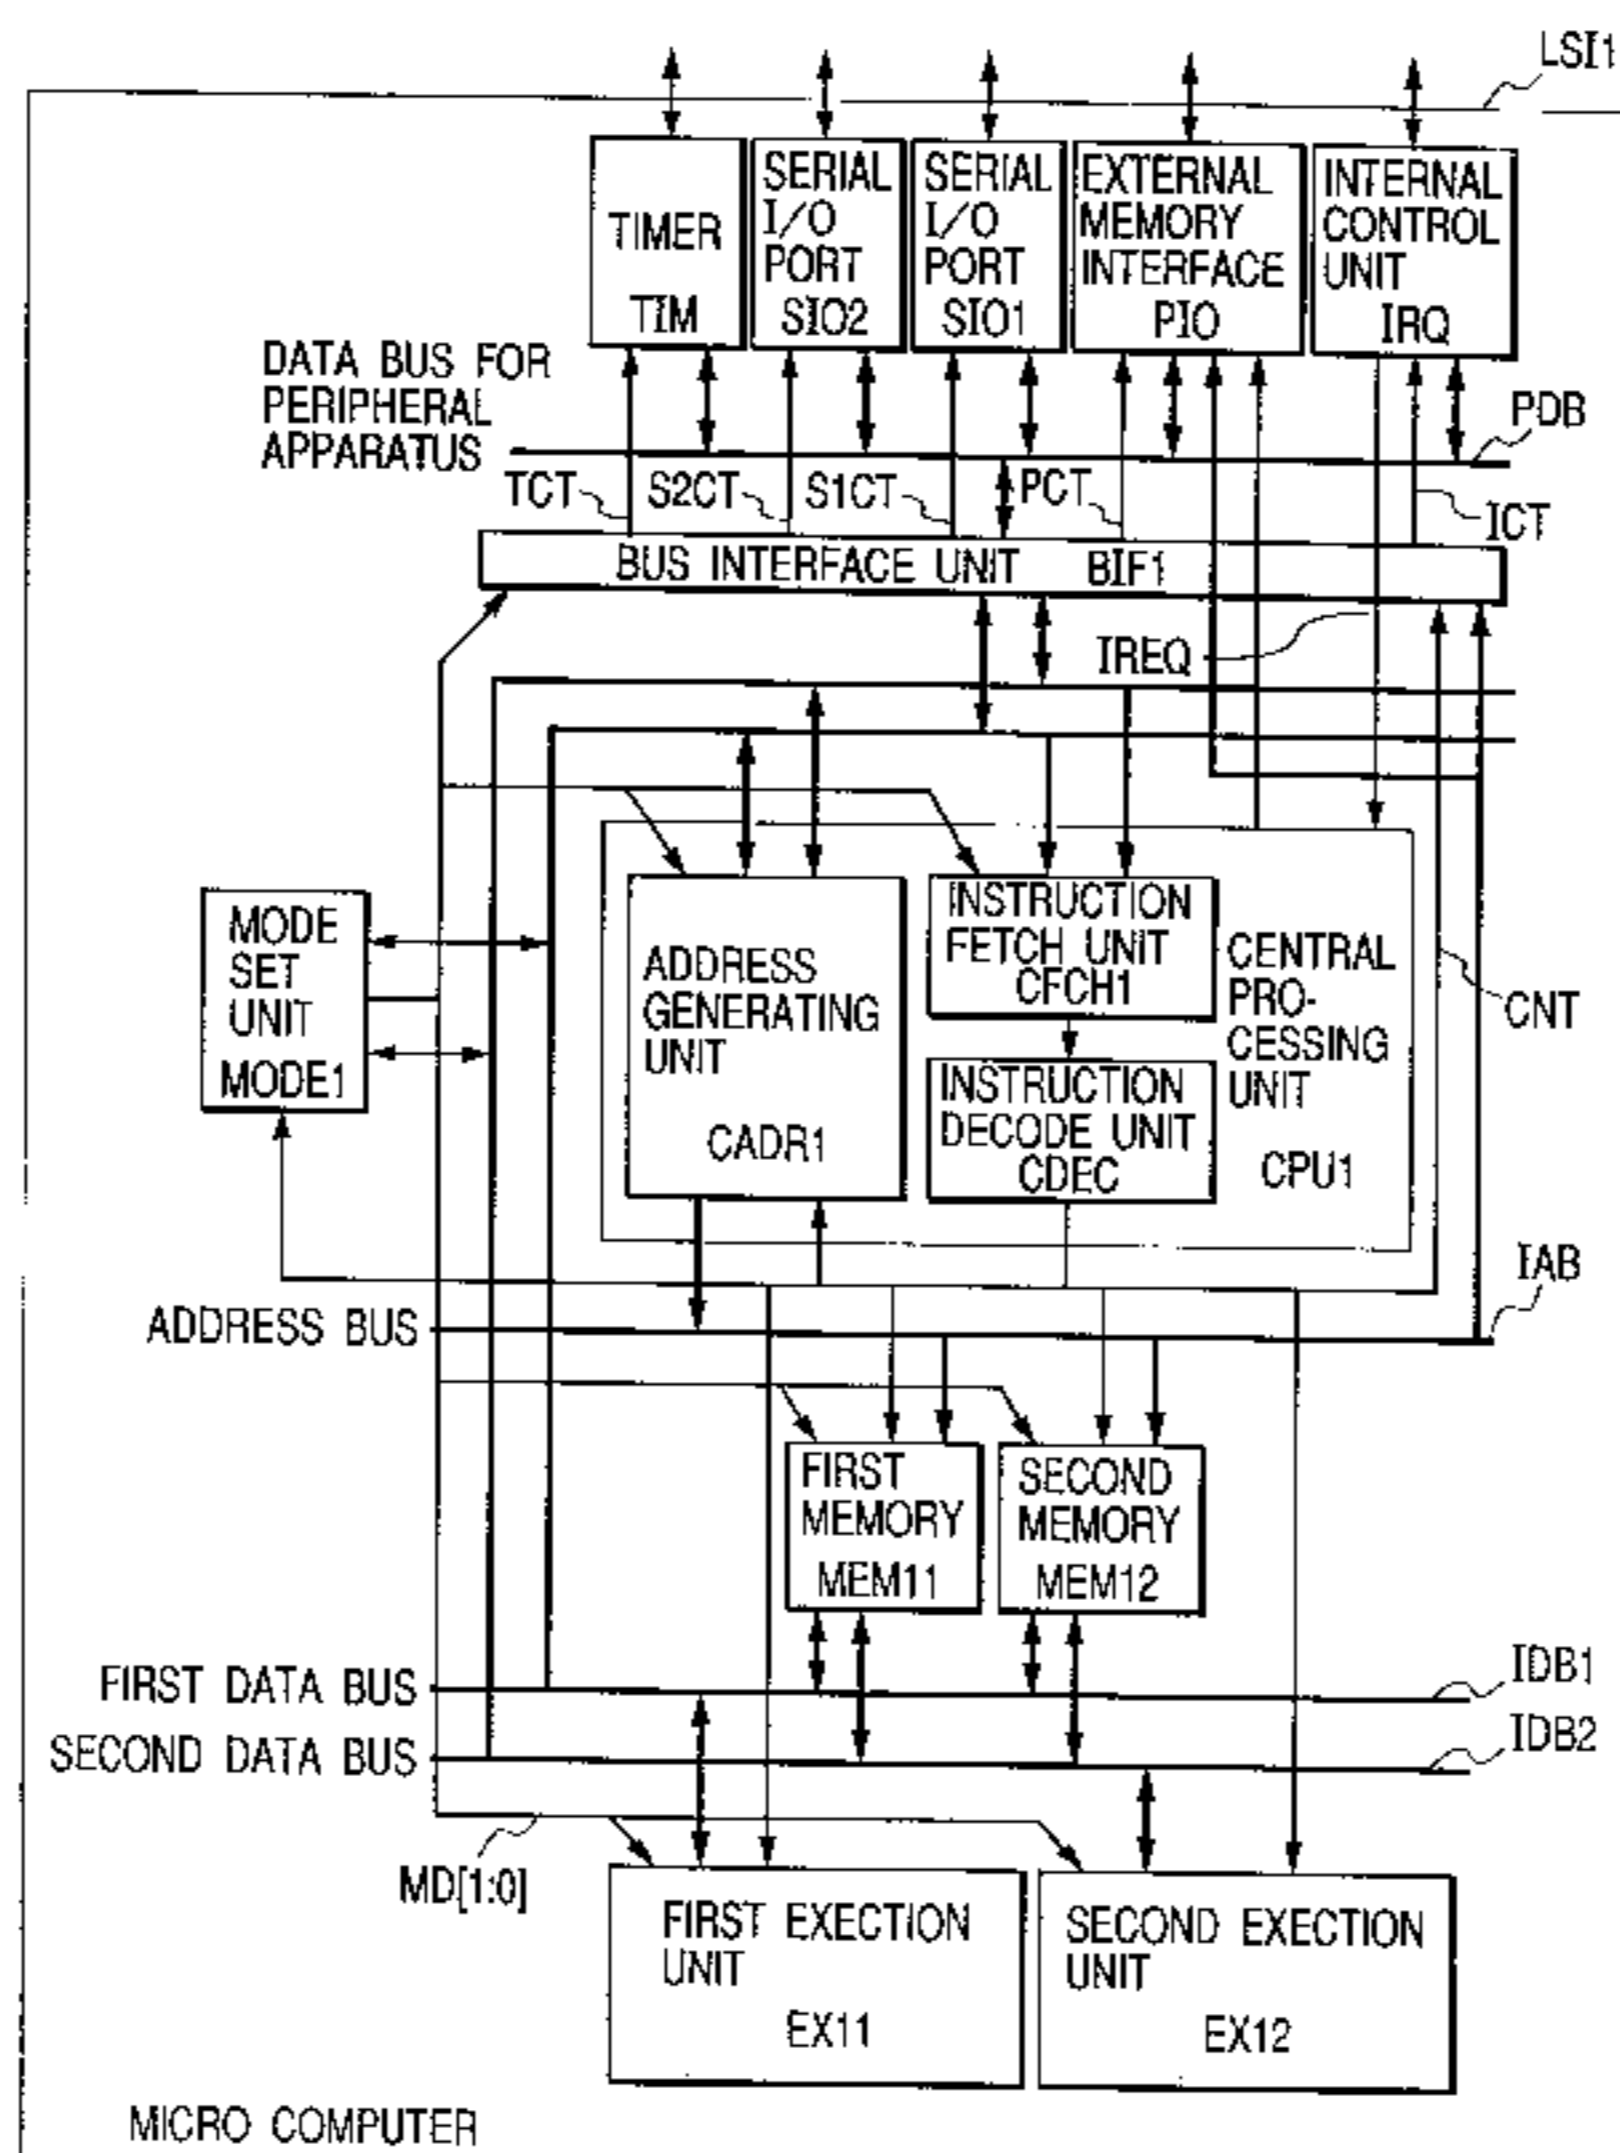 LSI1
TIMER
TIM
SERIAL
I/O
PORT
SIO2
SERIAL
I/O
PORT
SIO1
EXTERNAL
MEMORY
INTERFACE
PIO
INTERNAL
CONTROL
UNIT
IRQ
DATA BUS FOR
PERIPHERAL
APPARATUS
PDB
TCT
S2CT
S1CT
PCT
ICT
BUS INTERFACE UNIT BIF1
IREQ
MODE
SET
UNIT
MODE1
ADDRESS
GENERATING
UNIT
CADR1
INSTRUCTION
FETCH UNIT
CFCH1
INSTRUCTION
DECODE UNIT
CDEC
CENTRAL
PRO-
CESSING
UNIT
CPU1
CNT
IAB
ADDRESS BUS
FIRST
MEMORY
MEM11
SECOND
MEMORY
MEM12
FIRST DATA BUS
IDB1
SECOND DATA BUS
IDB2
MD[1:0]
FIRST EXECTION
UNIT
EX11
SECOND EXECTION
UNIT
EX12
MICRO COMPUTER